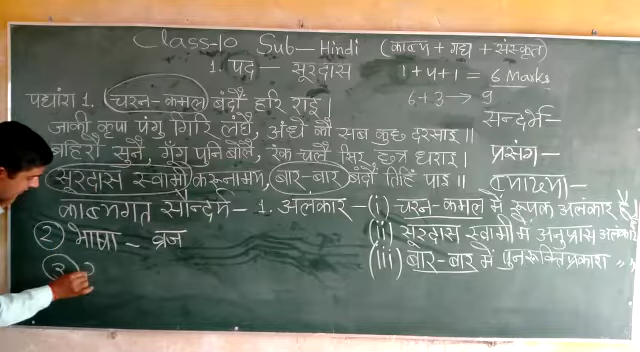 Class-10 Sub-Hindi (काव्य + गद्य + संस्कृत)
1. पद - सूरदास 1+4+1 = 6 Marks
6+3 → 9
पद्यांश 1. चरन-कमल बंदौं हरि राइ।
सन्दर्भ-
जाकी कृपा पंगु गिरि लंघै, अंधे कौ सब कुछ दरसाइ॥
बहिरौ सुनै, गूँग पुनि बोलै, रंक चलै सिर छत्र धराइ।
प्रसंग-
सूरदास स्वामी करुनामय, बार-बार बंदौं तिहिं पाइ॥
व्याख्या-
काव्यगत सौन्दर्य- 1. अलंकार - (i) चरन-कमल में रूपक अलंकार है
② भाषा - ब्रज (ii) सूरदास स्वामी में अनुप्रास अलंकार
③ (iii) बार-बार में पुनरूक्तिप्रकाश " "